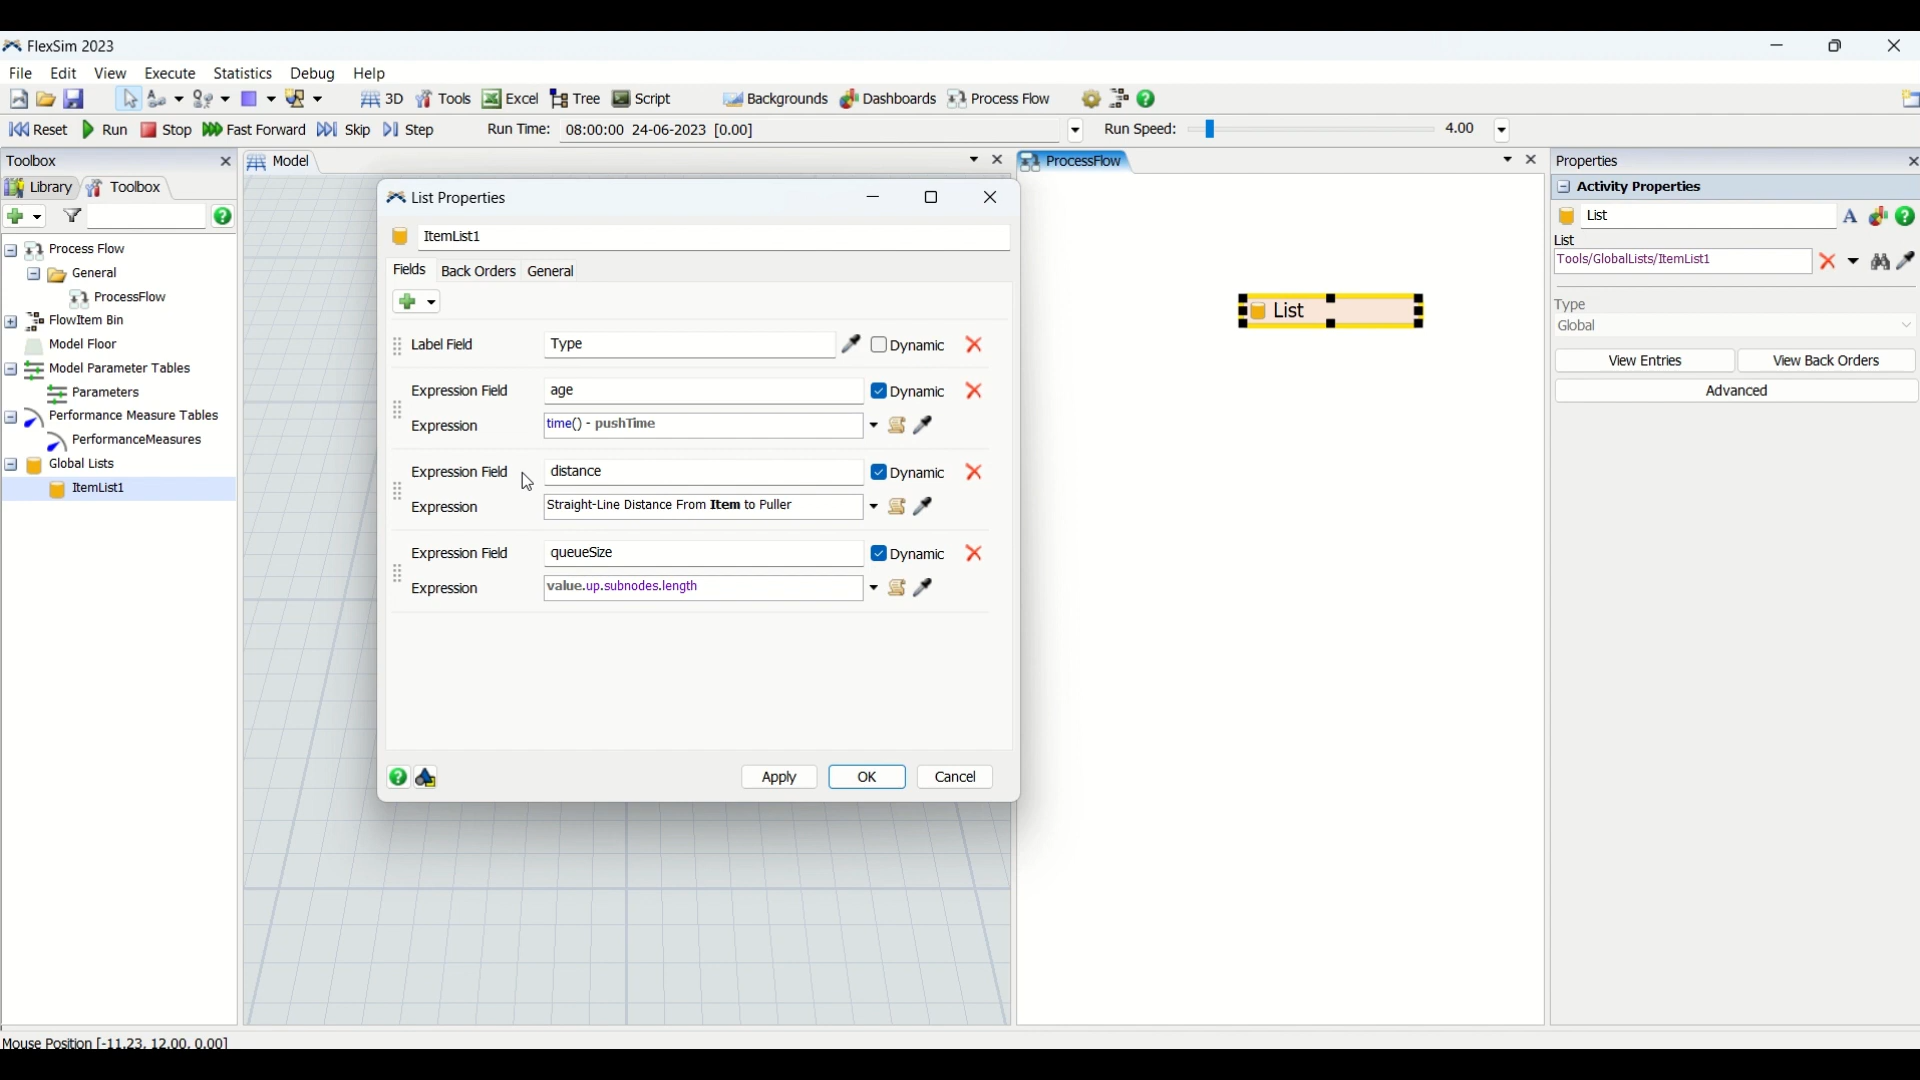 FlexSim 2023
File Edit View Execute Statistics Debug Help
3D Tools Excel Tree Script Backgrounds Dashboards Process Flow
Reset Run Stop Fast Forward Skip Step Run Time: 08:00:00 24-06-2023 [0.00] Run Speed: 4.00
Toolbox
Library Toolbox
Process Flow
General
ProcessFlow
FlowItem Bin
Model Floor
Model Parameter Tables
Parameters
Performance Measure Tables
PerformanceMeasures
Global Lists
ItemList1
Model
List Properties
ItemList1
Fields Back Orders General
Label Field Type Dynamic
Expression Field age Dynamic
Expression time() - pushTime
Expression Field distance Dynamic
Expression Straight-Line Distance From Item to Puller
Expression Field queueSize Dynamic
Expression value.up.subnodes.length
Apply OK Cancel
ProcessFlow
List
Properties
Activity Properties
List
List
Tools/GlobalLists/ItemList1
Type
Global
View Entries View Back Orders
Advanced
Mouse Position [-11.23, 12.00, 0.00]